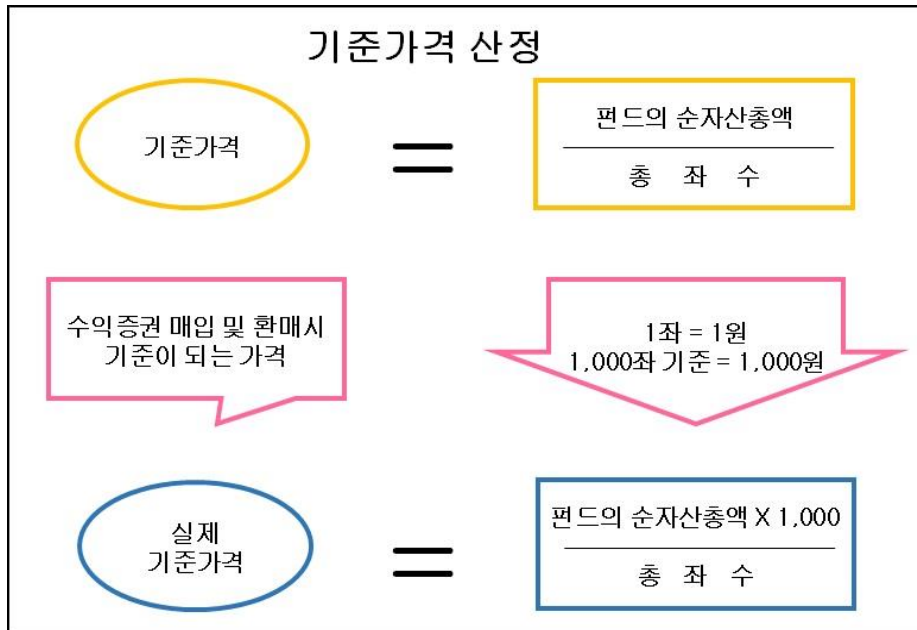 기준가격 산정
기준가격
=
펀드의 순자산총액
총 좌 수
수익증권 매입 및 환매시
기준이 되는 가격
1좌 = 1원
1,000좌 기준 = 1,000원
실제
기준가격
=
펀드의 순자산총액 X 1,000
총 좌 수